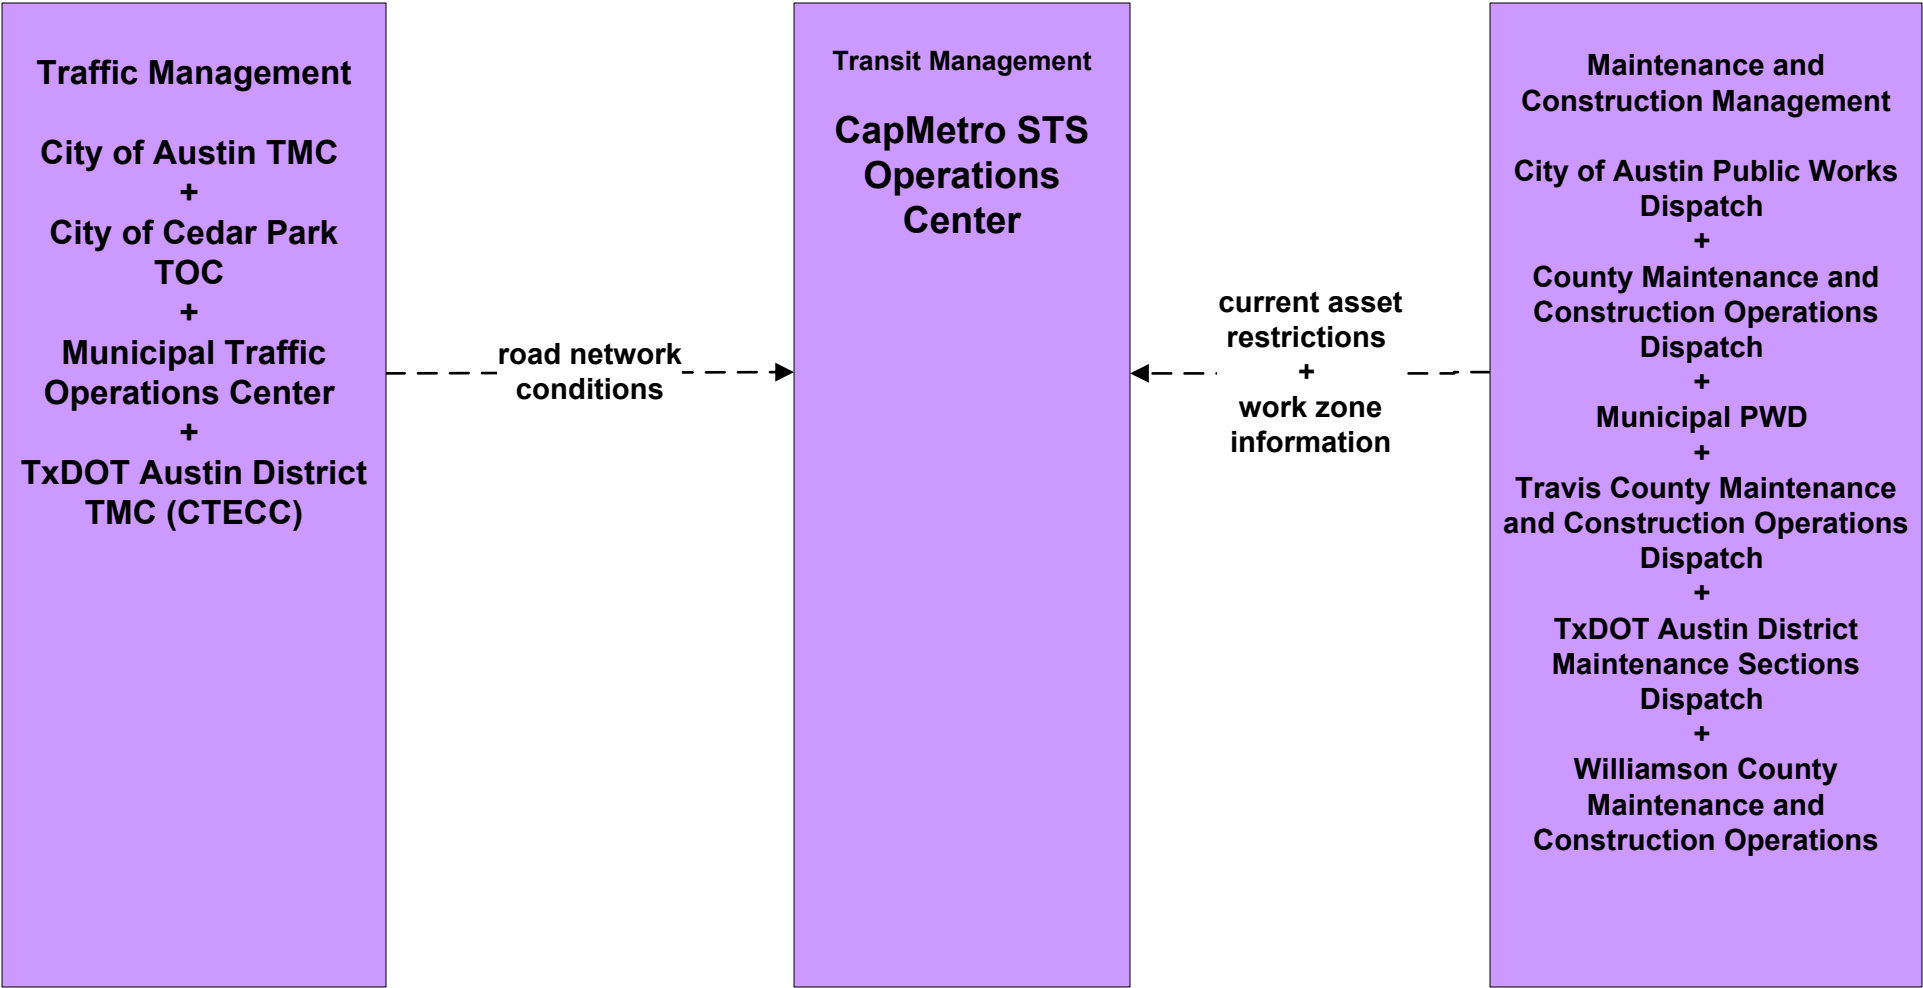 Traffic Management
City of Austin TMC
+
City of Cedar Park
TOC
+
Municipal Traffic
Operations Center
+
TxDOT Austin District
TMC (CTECC)
road network
conditions
Transit Management
CapMetro STS
Operations
Center
current asset
restrictions
+
work zone
information
Maintenance and
Construction Management
City of Austin Public Works
Dispatch
+
County Maintenance and
Construction Operations
Dispatch
+
Municipal PWD
+
Travis County Maintenance
and Construction Operations
Dispatch
+
TxDOT Austin District
Maintenance Sections
Dispatch
+
Williamson County
Maintenance and
Construction Operations